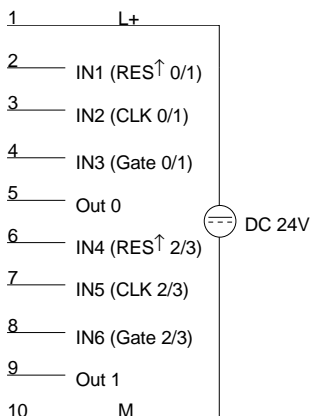 1 L+
2 IN1 (RES↑ 0/1)
3 IN2 (CLK 0/1)
4 IN3 (Gate 0/1)
5 Out 0
DC 24V
6 IN4 (RES↑ 2/3)
7 IN5 (CLK 2/3)
8 IN6 (Gate 2/3)
9 Out 1
10 M